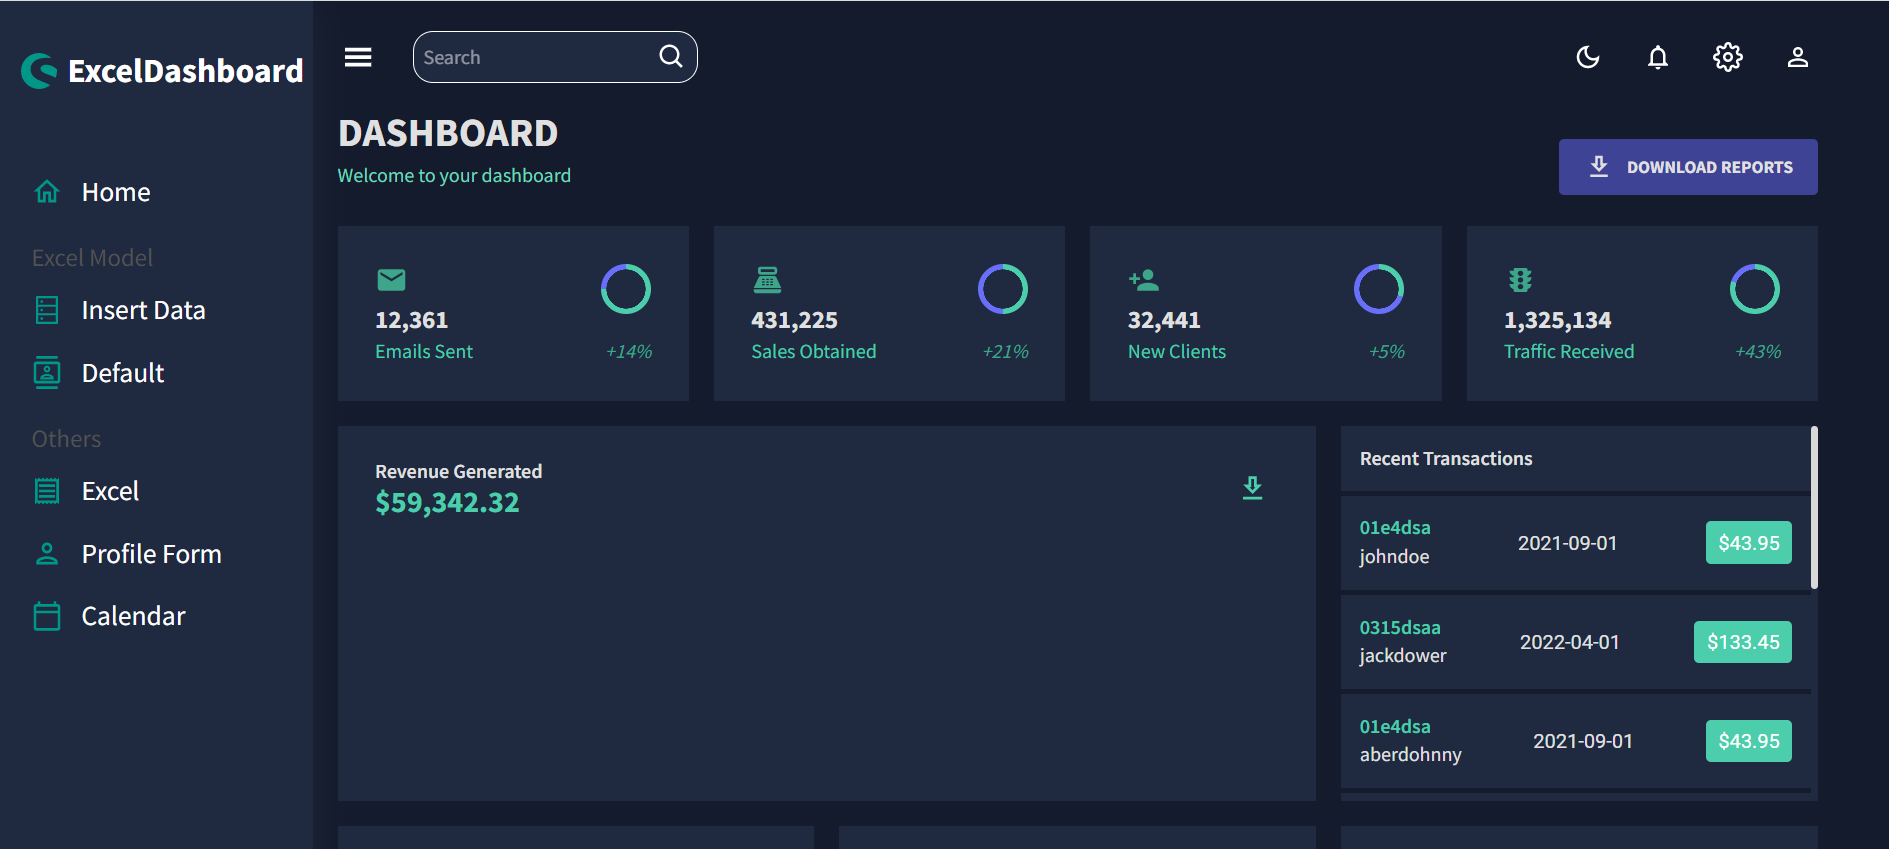 ExcelDashboard
Home
Excel Model
Insert Data
Default
Others
Excel
Profile Form
Calendar
Search
DASHBOARD
Welcome to your dashboard
DOWNLOAD REPORTS
12,361
Emails Sent
+14%
431,225
Sales Obtained
+21%
32,441
New Clients
+5%
1,325,134
Traffic Received
+43%
Revenue Generated
$59,342.32
Recent Transactions
01e4dsa
johndoe
2021-09-01
$43.95
0315dsaa
jackdower
2022-04-01
$133.45
01e4dsa
aberdohnny
2021-09-01
$43.95